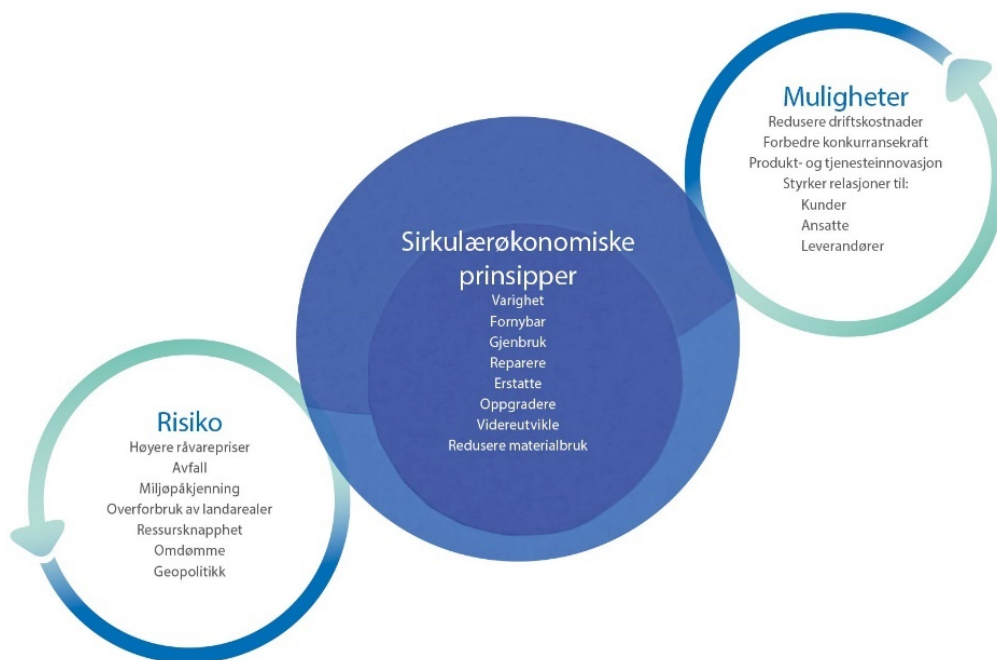 Muligheter
Redusere driftskostnader
Forbedre konkurransekraft
Produkt- og tjenesteinnovasjon
Styrker relasjoner til:
Kunder
Ansatte
Leverandører
Sirkulærøkonomiske
prinsipper
Varighet
Fornybar
Gjenbruk
Reparere
Erstatte
Oppgradere
Videreutvikle
Redusere materialbruk
Risiko
Høyere råvarepriser
Avfall
Miljøpåkjenning
Overforbruk av landarealer
Ressursknapphet
Omdømme
Geopolitikk